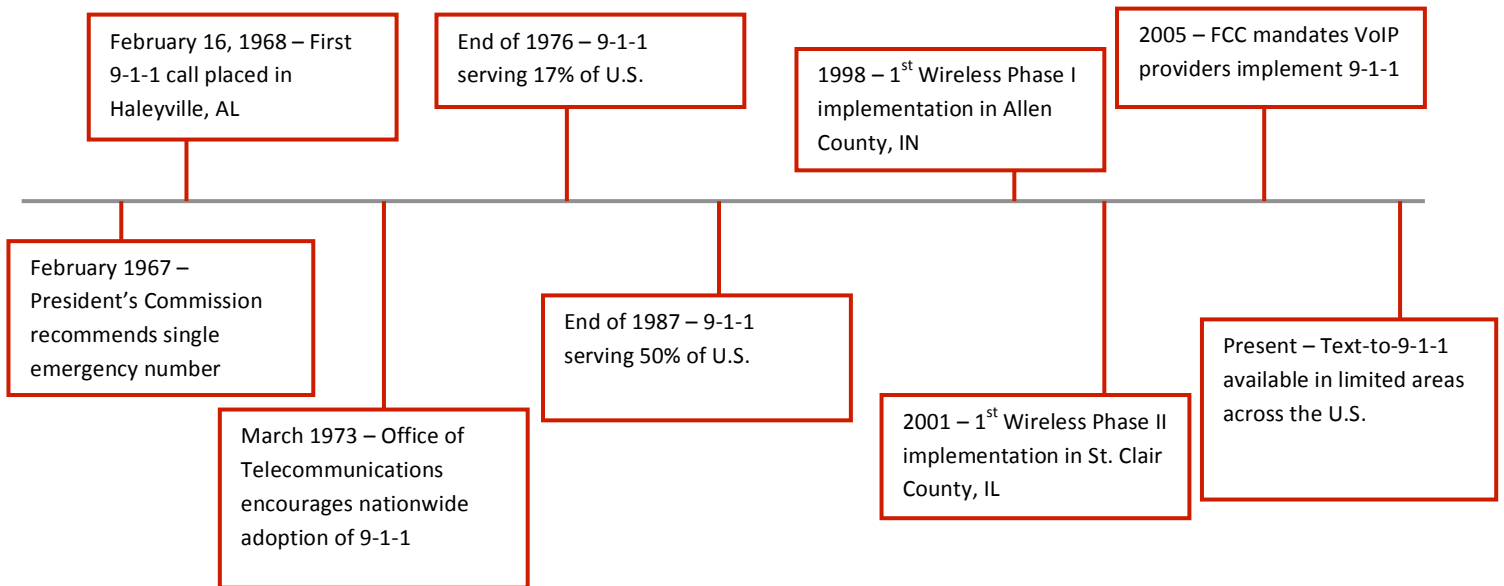 February 16, 1968 – First
9-1-1 call placed in
Haleyville, AL
End of 1976 – 9-1-1
serving 17% of U.S.
1998 – 1st Wireless Phase I
implementation in Allen
County, IN
2005 – FCC mandates VoIP
providers implement 9-1-1
February 1967 –
President’s Commission
recommends single
emergency number
March 1973 – Office of
Telecommunications
encourages nationwide
adoption of 9-1-1
End of 1987 – 9-1-1
serving 50% of U.S.
2001 – 1st Wireless Phase II
implementation in St. Clair
County, IL
Present – Text-to-9-1-1
available in limited areas
across the U.S.